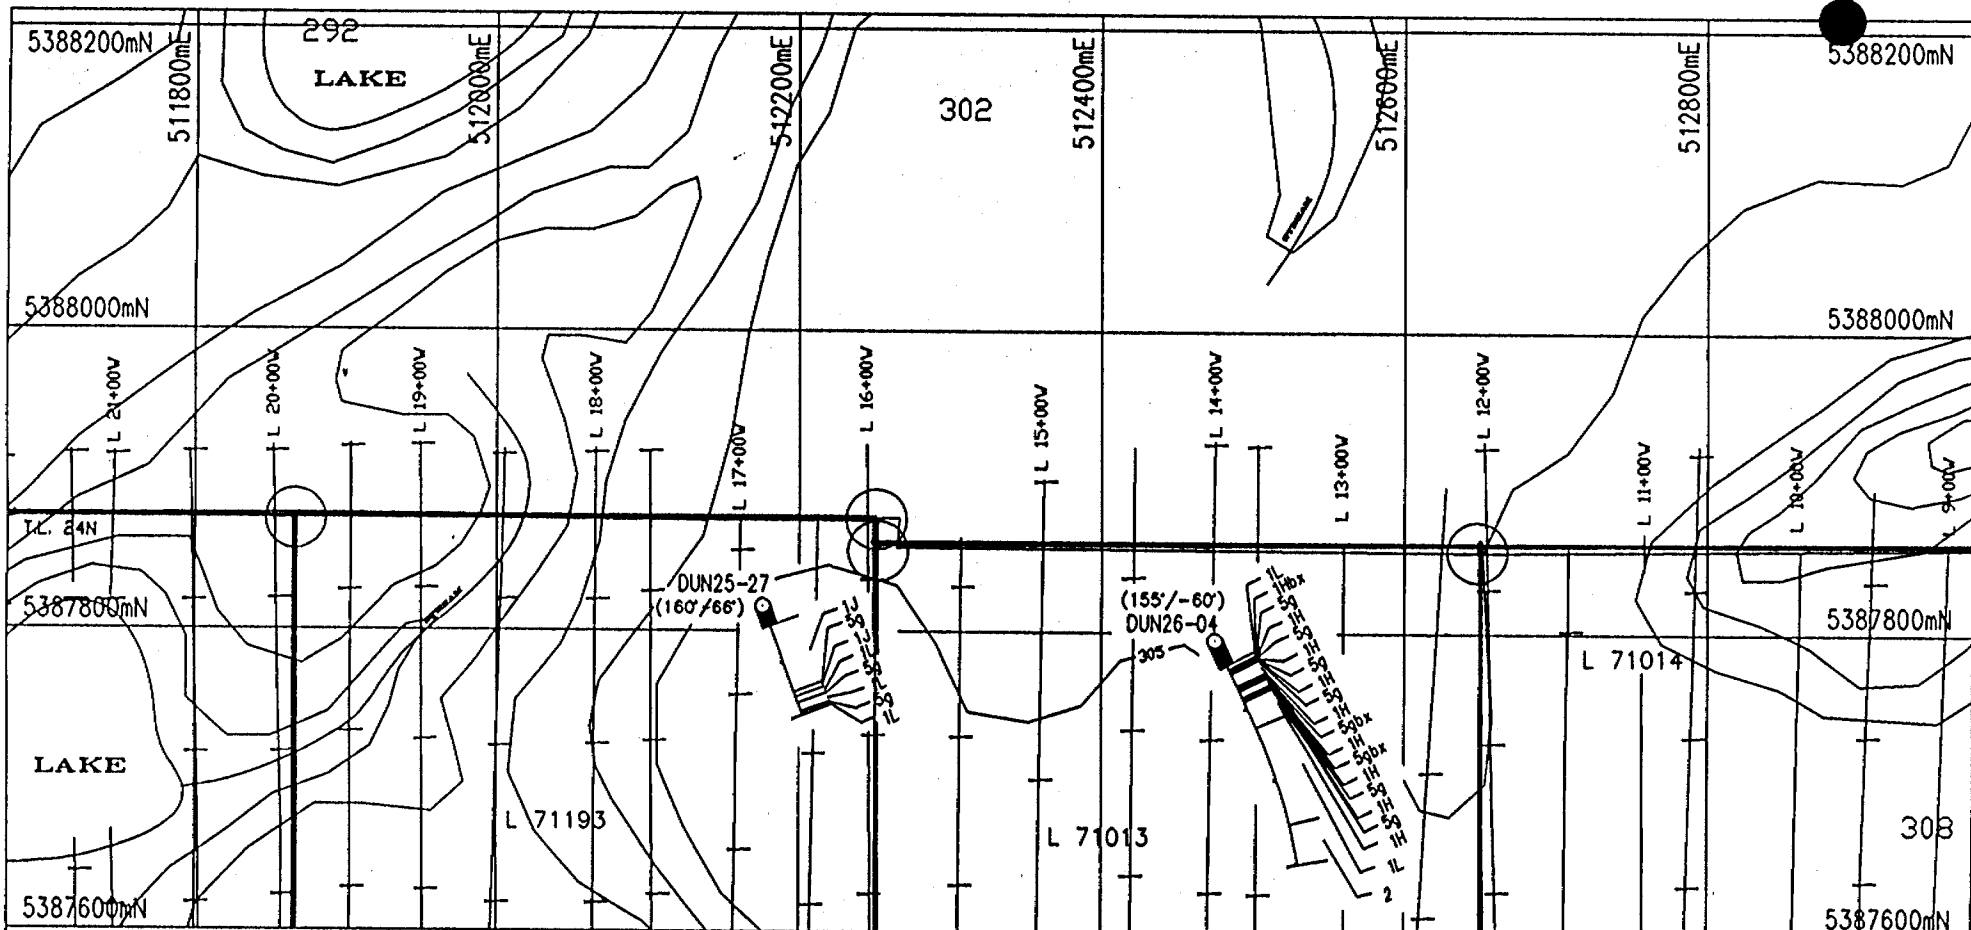 5388200mN
511800mE
292
LAKE
512000mE
512200mE
302
512400mE
512600mE
512800mE
5388200mN
STREAM
5388000mN
5388000mN
L 21+00W
L 20+00W
L 19+00W
L 18+00W
L 17+00W
L 16+00W
L 15+00W
L 14+00W
L 13+00W
L 12+00W
L 11+00W
L 10+00W
L 9+00W
T.L. 24N
DUN25-27
(160°/66°)
5387800mN
STREAM
1J
5g
1J
5g
1L
5g
1L
(155°/-60°)
DUN26-04
305
1L
1Hbx
5g
1H
5g
1H
5g
1H
5g
1H
5gbx
1H
5gbx
1H
5g
1H
5g
1H
1L
2
5387800mN
L 71014
LAKE
L 71193
L 71013
308
5387600mN
5387600mN